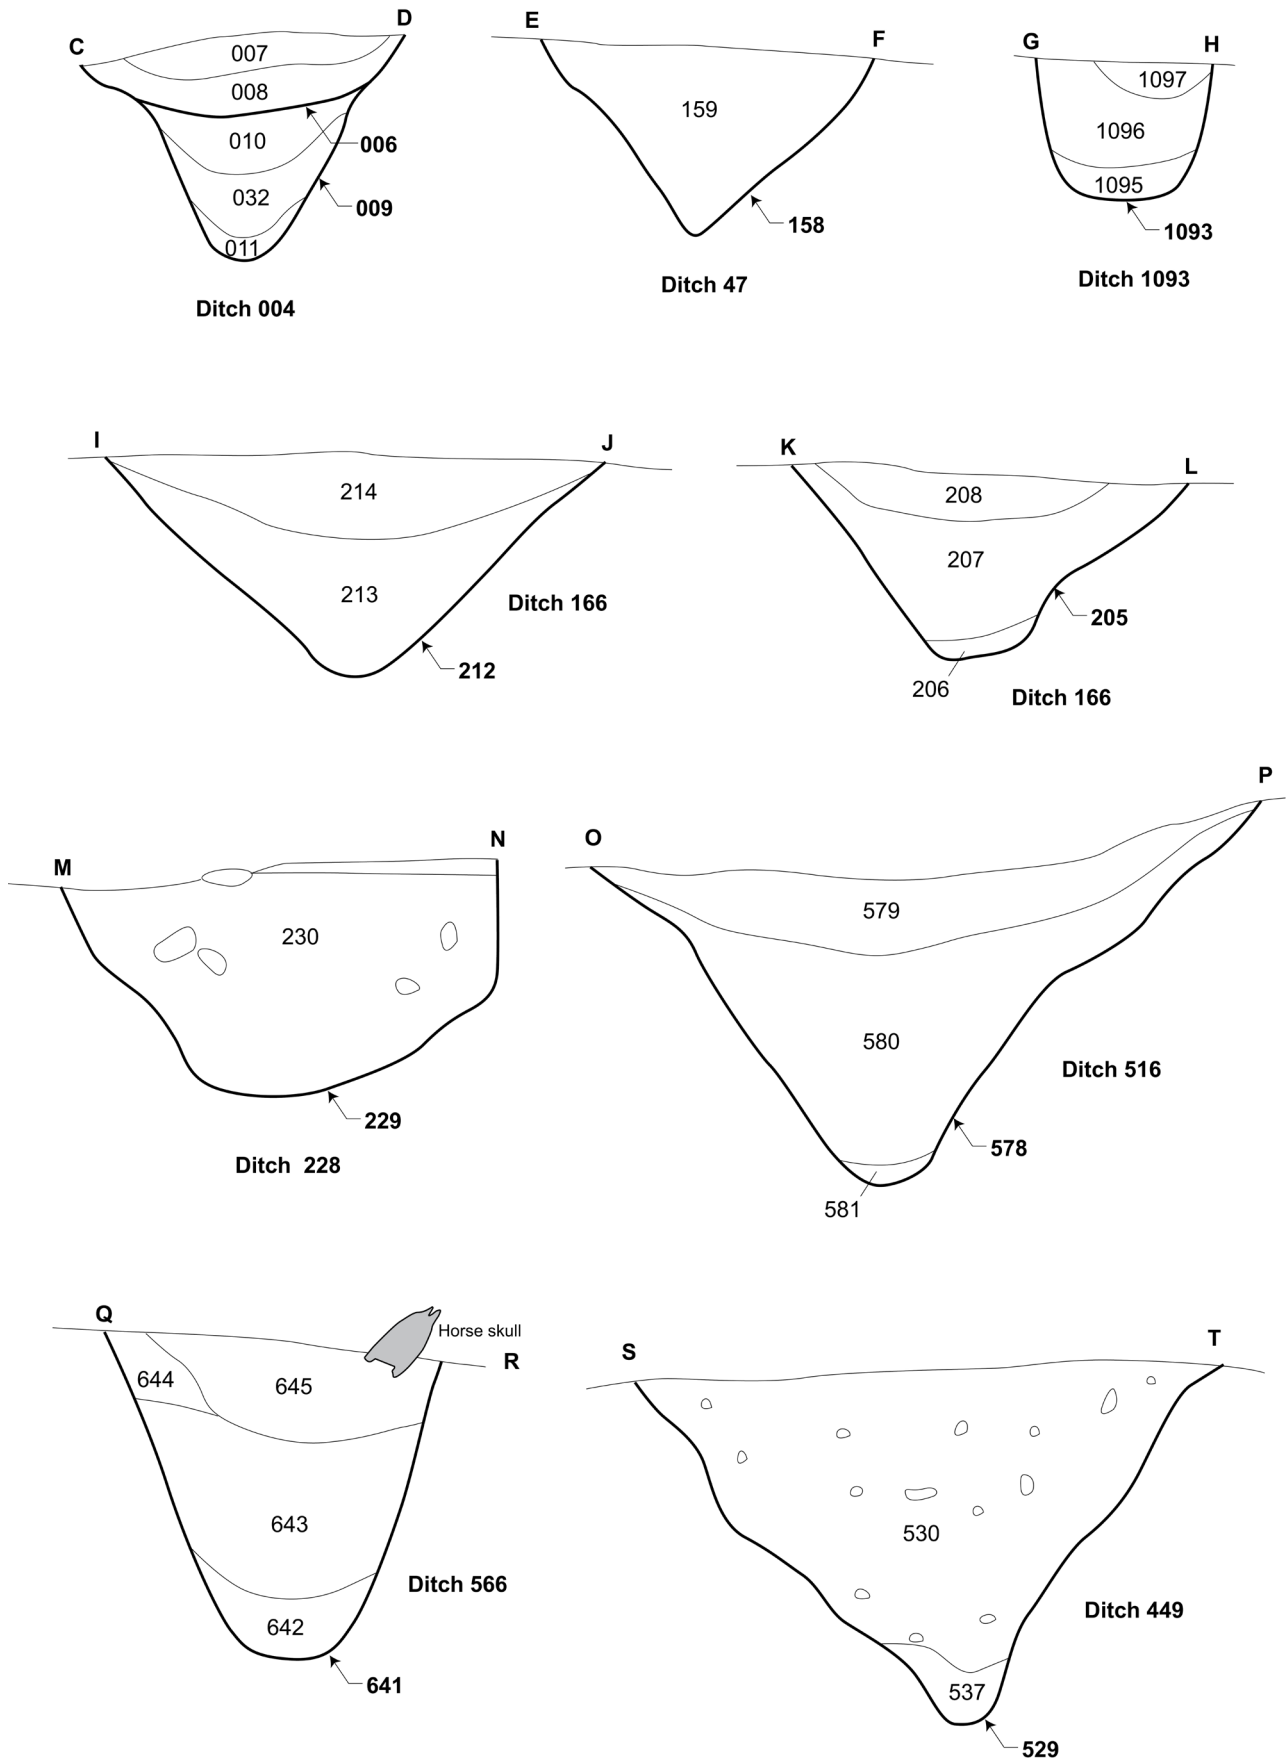 C
D
007
008
010
006
032
009
011
Ditch 004
E
F
159
158
Ditch 47
G
H
1097
1096
1095
1093
Ditch 1093
I
J
214
213
212
Ditch 166
K
L
208
207
205
206
Ditch 166
M
N
230
229
Ditch 228
O
P
579
580
578
581
Ditch 516
Q
R
Horse skull
644
645
643
642
641
Ditch 566
S
T
530
537
529
Ditch 449